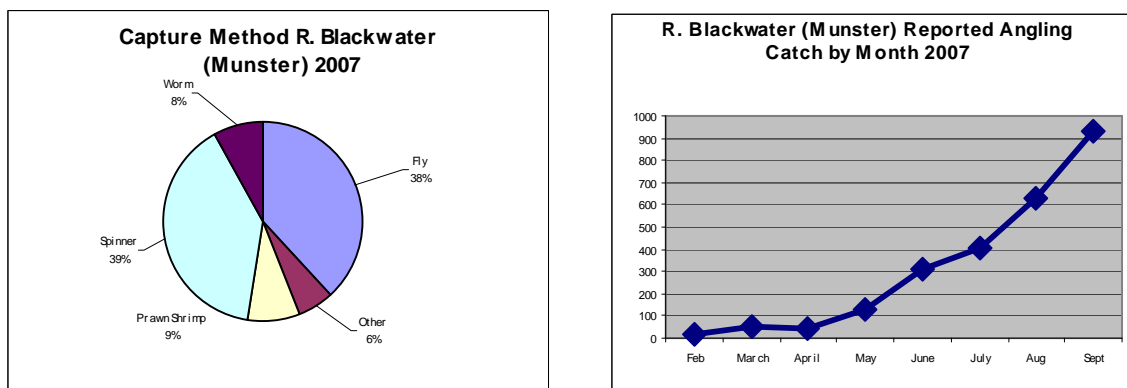 Capture Method R. Blackwater
(Munster) 2007
Worm
8%
Fly
38%
Spinner
39%
Prawn Shrimp
9%
Other
6%
R. Blackwater (Munster) Reported Angling
Catch by Month 2007
1000
900
800
700
600
500
400
300
200
100
0
Feb March April May June July Aug Sept